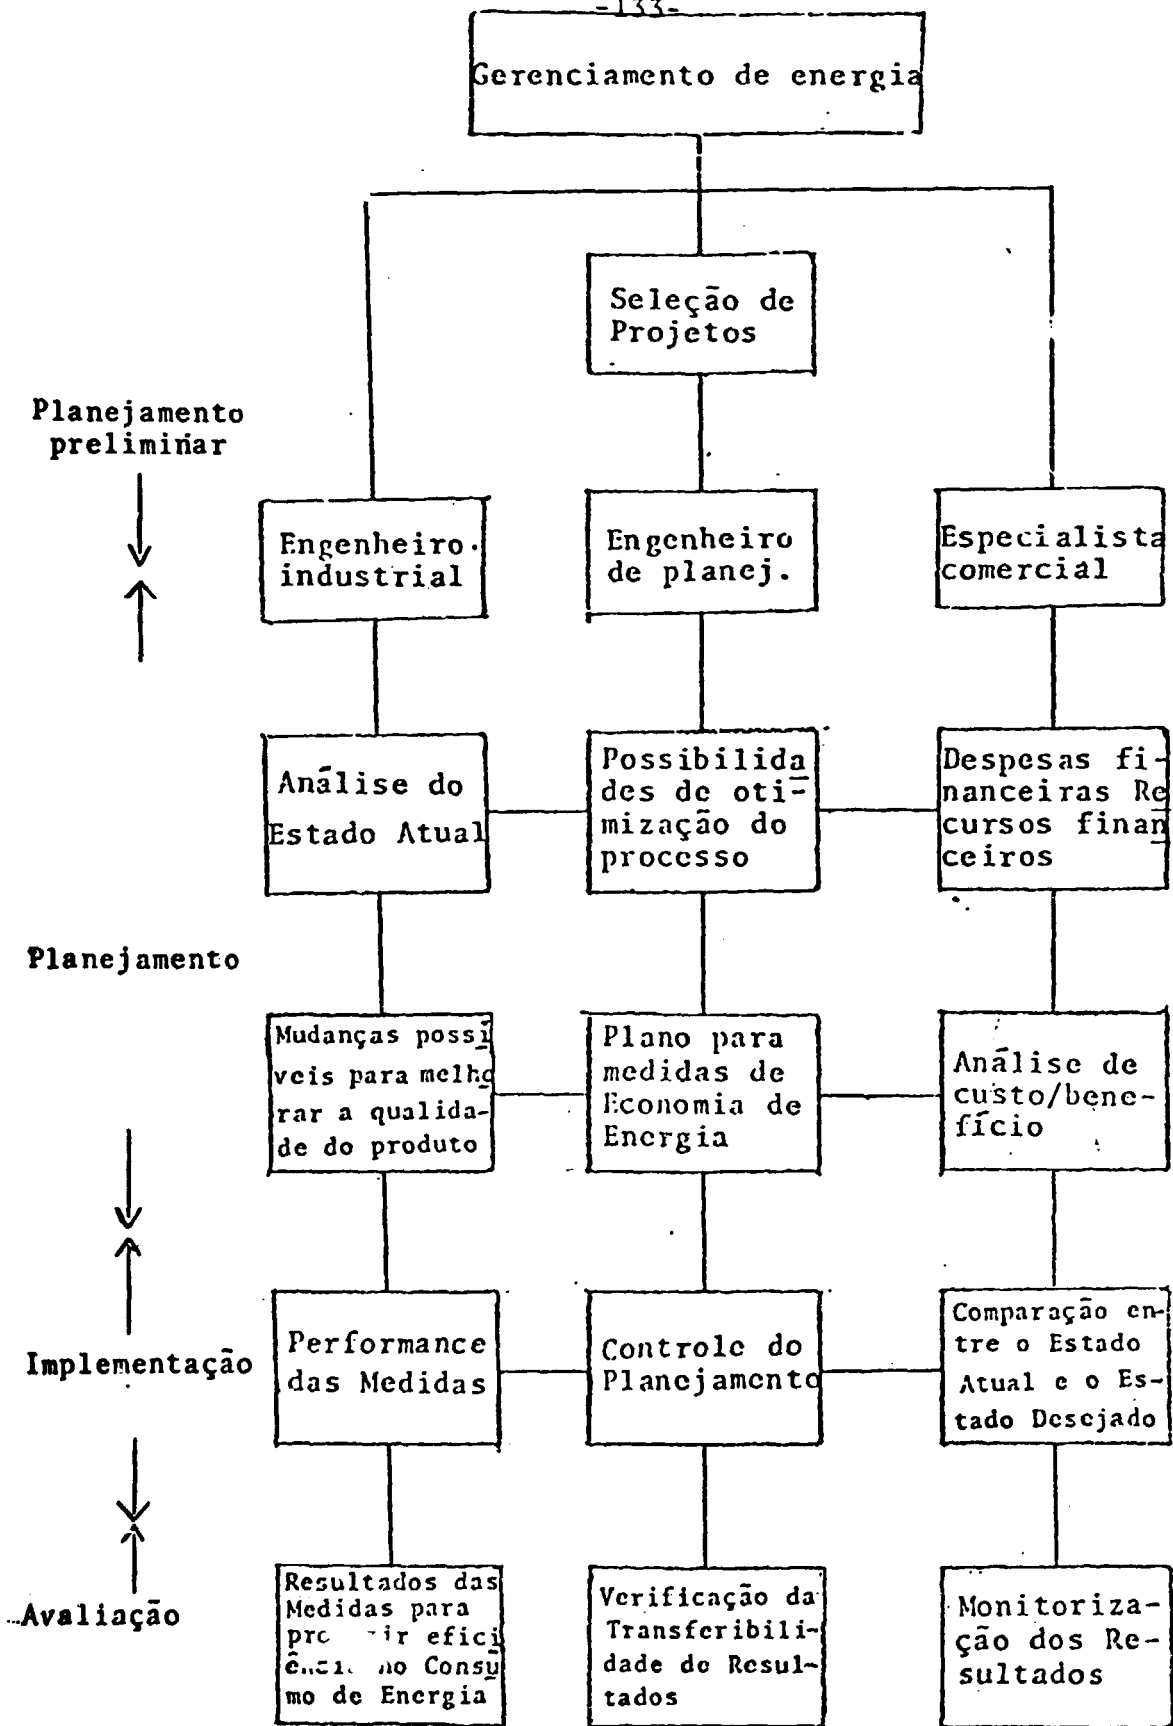 -133-
Gerenciamento de energia
Seleção de
Projetos
Planejamento
preliminar
Engenheiro
industrial
Engenheiro
de planej.
Especialista
comercial
Análise do
Estado Atual
Possibilida
des de oti-
mização do
processo
Despesas fi-
nanceiras Re
cursos finan
ceiros
Planejamento
Mudanças possí
veis para melho
rar a qualida-
de do produto
Plano para
medidas de
Economia de
Energia
Análise de
custo/bene-
fício
Implementação
Performance
das Medidas
Controle do
Planejamento
Comparação en-
tre o Estado
Atual e o Es-
tado Desejado
Avaliação
Resultados das
Medidas para
efici
no Consu
mo de Energia
Verificação da
Transferibili-
dade de Resul-
tados
Monitoriza-
ção dos Re-
sultados